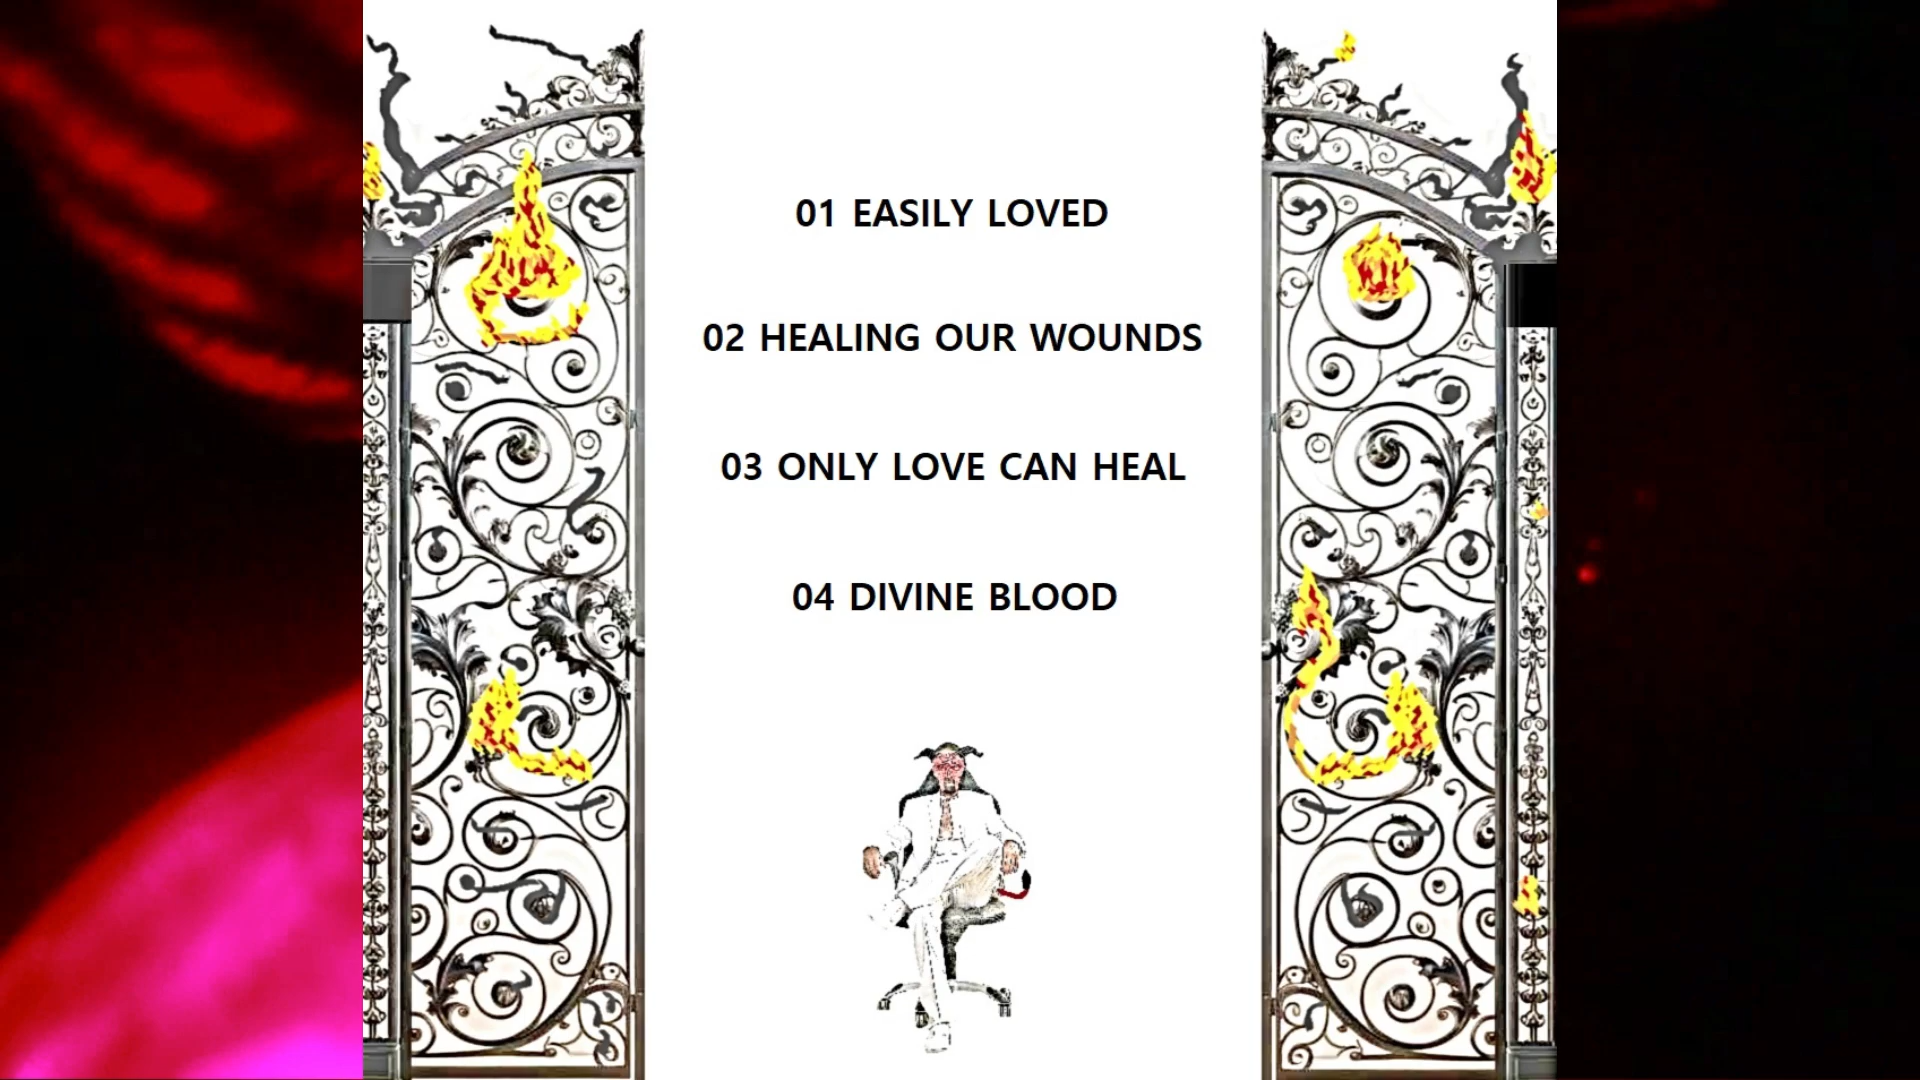 01 EASILY LOVED
02 HEALING OUR WOUNDS
03 ONLY LOVE CAN HEAL
04 DIVINE BLOOD